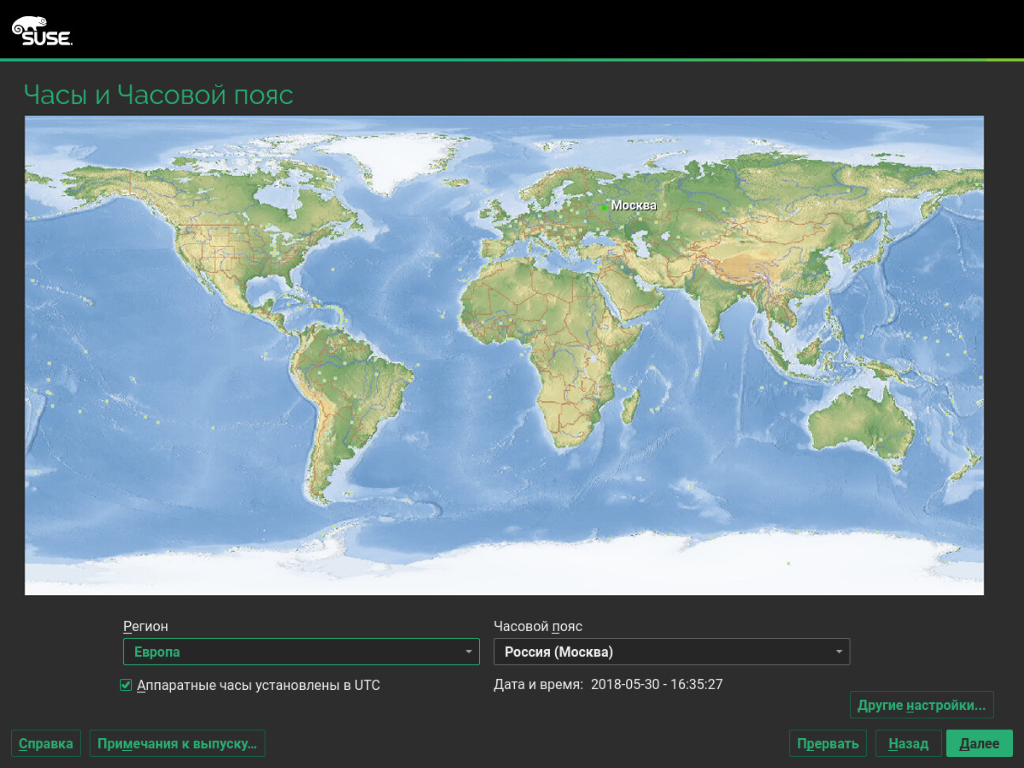 SUSE
Часы и Часовой пояс
Москва
Регион
Часовой пояс
Европа
Россия (Москва)
Аппаратные часы установлены в UTC
Дата и время: 2018-05-30 - 16:35:27
Другие настройки...
Справка
Примечания к выпуску...
Прервать
Назад
Далее